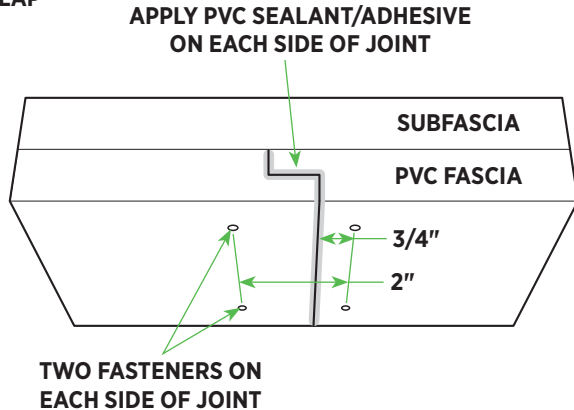 APPLY PVC SEALANT/ADHESIVE
ON EACH SIDE OF JOINT
SUBFASCIA
PVC FASCIA
3/4"
2"
TWO FASTENERS ON
EACH SIDE OF JOINT